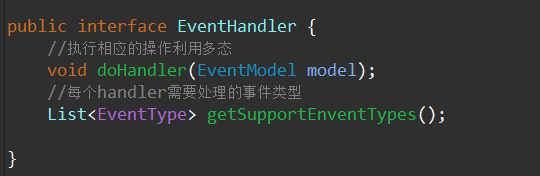 public interface EventHandler {
//执行相应的操作利用多态
void doHandler(EventModel model);
//每个handler需要处理的事件类型
List<EventType> getSupportEnventTypes();
}